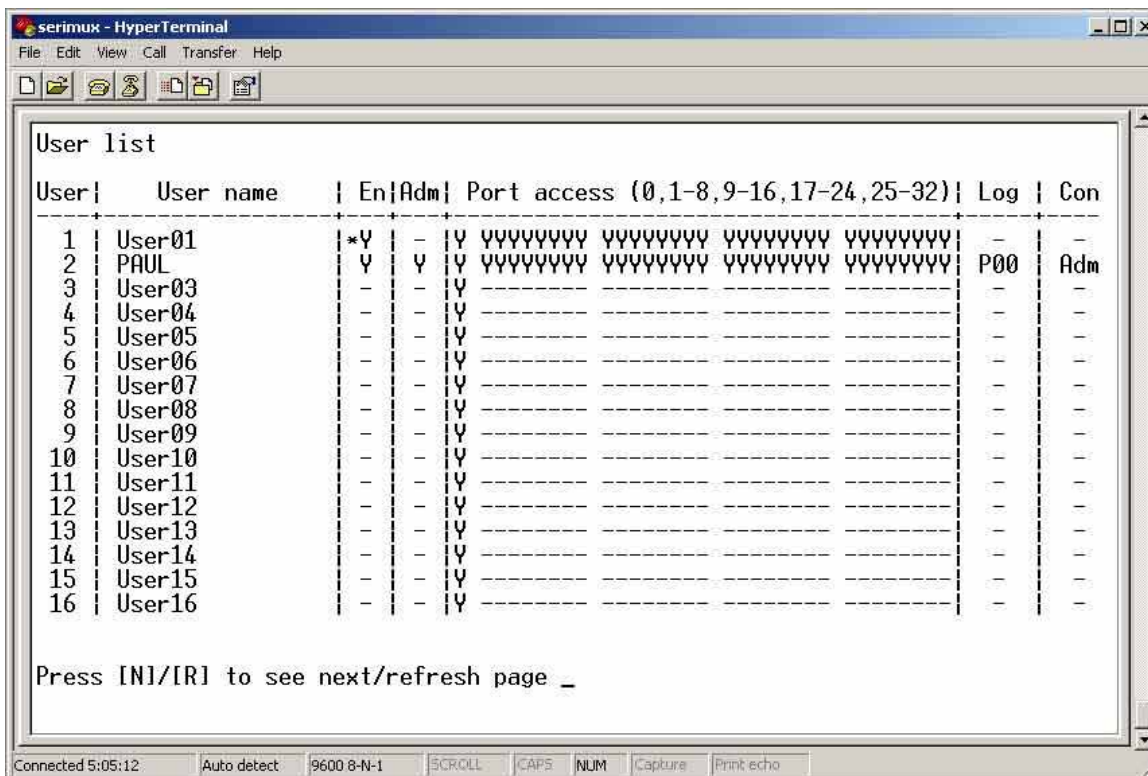 serimux - HyperTerminal
File Edit View Call Transfer Help
User list
User¦ User name ¦ En¦Adm¦ Port access (0,1-8,9-16,17-24,25-32)¦ Log ¦ Con
1 ¦ User01 ¦*Y ¦ - ¦Y YYYYYYYY YYYYYYYY YYYYYYYY YYYYYYYY¦ - ¦ -
2 ¦ PAUL ¦ Y ¦ Y ¦Y YYYYYYYY YYYYYYYY YYYYYYYY YYYYYYYY¦ P00 ¦ Adm
3 ¦ User03 ¦ - ¦ - ¦Y -------- -------- -------- --------¦ - ¦ -
4 ¦ User04 ¦ - ¦ - ¦Y -------- -------- -------- --------¦ - ¦ -
5 ¦ User05 ¦ - ¦ - ¦Y -------- -------- -------- --------¦ - ¦ -
6 ¦ User06 ¦ - ¦ - ¦Y -------- -------- -------- --------¦ - ¦ -
7 ¦ User07 ¦ - ¦ - ¦Y -------- -------- -------- --------¦ - ¦ -
8 ¦ User08 ¦ - ¦ - ¦Y -------- -------- -------- --------¦ - ¦ -
9 ¦ User09 ¦ - ¦ - ¦Y -------- -------- -------- --------¦ - ¦ -
10 ¦ User10 ¦ - ¦ - ¦Y -------- -------- -------- --------¦ - ¦ -
11 ¦ User11 ¦ - ¦ - ¦Y -------- -------- -------- --------¦ - ¦ -
12 ¦ User12 ¦ - ¦ - ¦Y -------- -------- -------- --------¦ - ¦ -
13 ¦ User13 ¦ - ¦ - ¦Y -------- -------- -------- --------¦ - ¦ -
14 ¦ User14 ¦ - ¦ - ¦Y -------- -------- -------- --------¦ - ¦ -
15 ¦ User15 ¦ - ¦ - ¦Y -------- -------- -------- --------¦ - ¦ -
16 ¦ User16 ¦ - ¦ - ¦Y -------- -------- -------- --------¦ - ¦ -
Press [N]/[R] to see next/refresh page _
Connected 5:05:12 Auto detect 9600 8-N-1 SCROLL CAPS NUM Capture Print echo